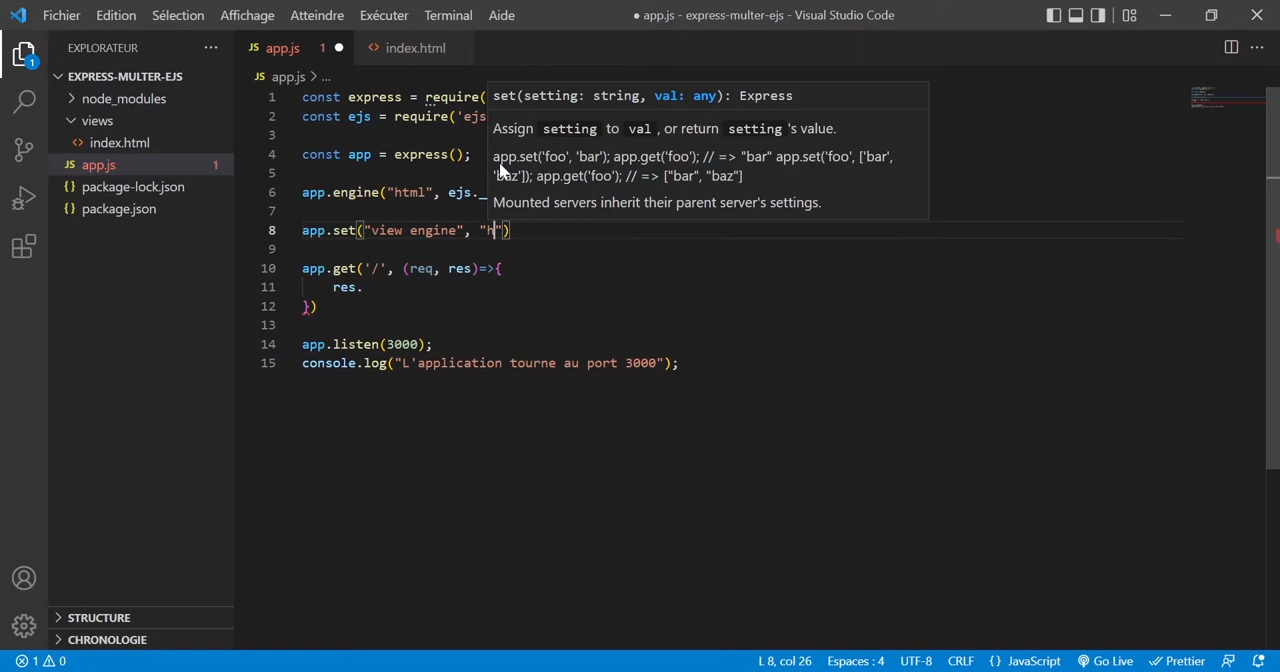 Fichier Edition Sélection Affichage Atteindre Exécuter Terminal Aide
● app.js - express-multer-ejs - Visual Studio Code
EXPLORATEUR
EXPRESS-MULTER-EJS
node_modules
views
index.html
JS app.js 1
{} package-lock.json
{} package.json
STRUCTURE
CHRONOLOGIE
1
JS app.js 1 ●
<> index.html
JS app.js > ...
1 const express = require(
2 const ejs = require('ejs
3
4 const app = express();
5
6 app.engine("html", ejs._
7
8 app.set("view engine", "h")
9
10 app.get('/', (req, res)=>{
11 res.
12 })
13
14 app.listen(3000);
15 console.log("L'application tourne au port 3000");
set(setting: string, val: any): Express
Assign setting to val, or return setting's value.
app.set('foo', 'bar'); app.get('foo'); // => "bar" app.set('foo', ['bar',
'baz']); app.get('foo'); // => ["bar", "baz"]
Mounted servers inherit their parent server's settings.
1 0
L 8, col 26 Espaces : 4 UTF-8 CRLF {} JavaScript Go Live Prettier